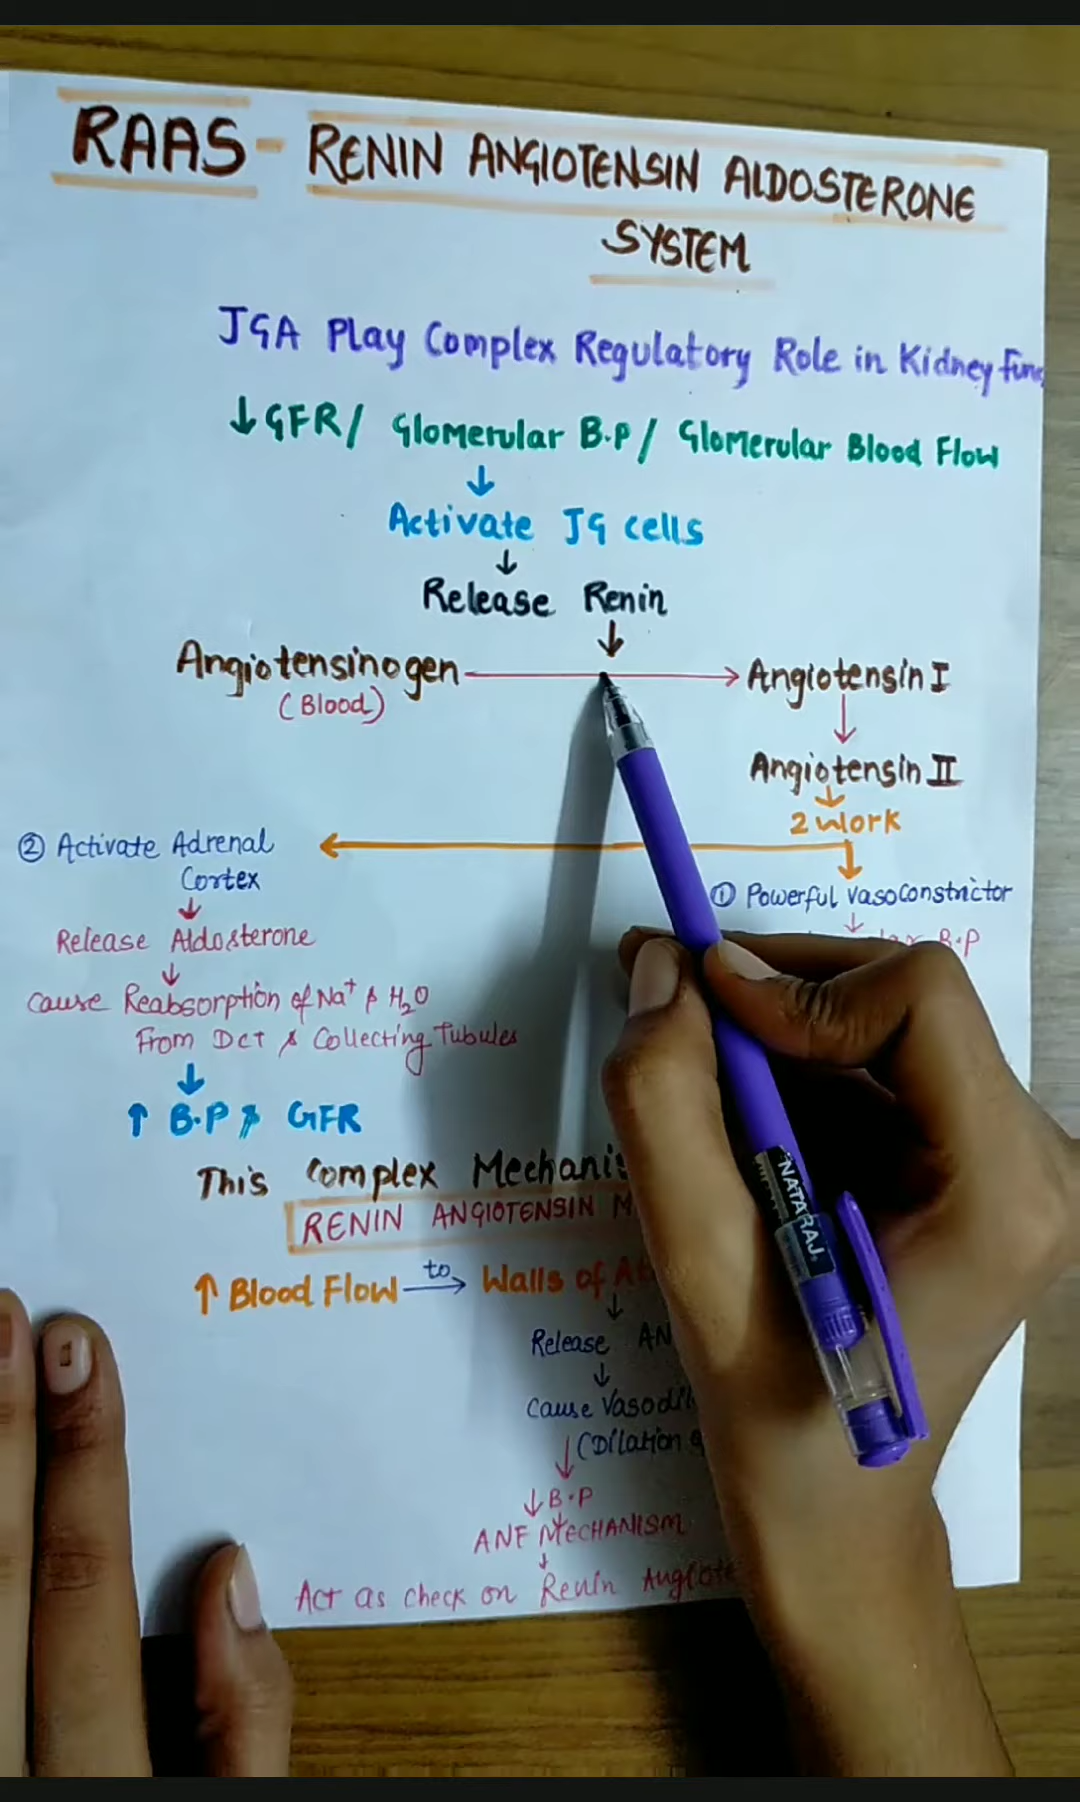 RAAS - RENIN ANGIOTENSIN ALDOSTERONE
SYSTEM
JGA Play Complex Regulatory Role in Kidney Func
↓GFR/ Glomerular B.P/ Glomerular Blood Flow
↓
Activate JG cells
↓
Release Renin
↓
Angiotensinogen → Angiotensin I
(Blood)
↓
Angiotensin II
↓
2 work
② Activate Adrenal
Cortex
↓
Release Aldosterone
↓
Cause Reabsorption of Na+ & H2O
From DCT & Collecting Tubules
↓
↑ B.P & GFR
① Powerful vasoconstrictor
↓
B.P
This Complex
RENIN ANGIOTENSIN
↑ Blood Flow to→ Walls of
↓
Release
↓
Cause
(Dilation
↓
↓B.P
ANF MECHANISM
↓
Act as check on Renin
NATARAJ